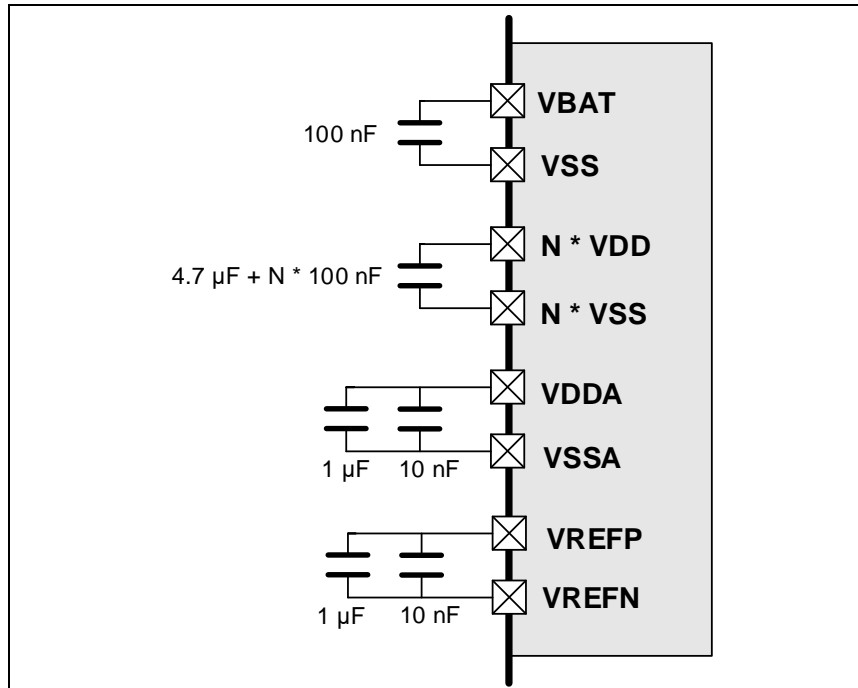 VBAT
100 nF
VSS
N * VDD
4.7 µF + N * 100 nF
N * VSS
VDDA
1 µF 10 nF
VSSA
VREFP
VREFN
1 µF 10 nF